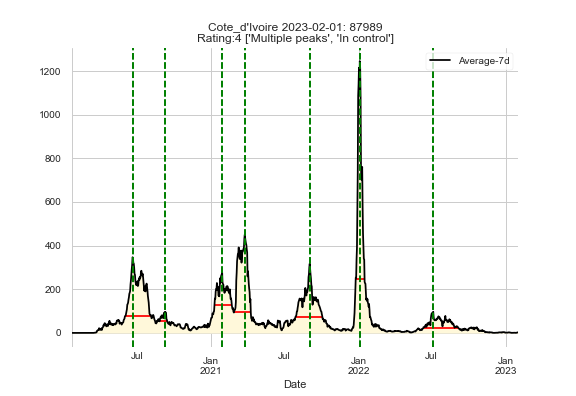 Cote_d'Ivoire 2023-02-01: 87989
Rating:4 ['Multiple peaks', 'In control']
Average-7d
1200
1000
800
600
400
200
0
Jul
Jan
2021
Jul
Jan
2022
Jul
Jan
2023
Date